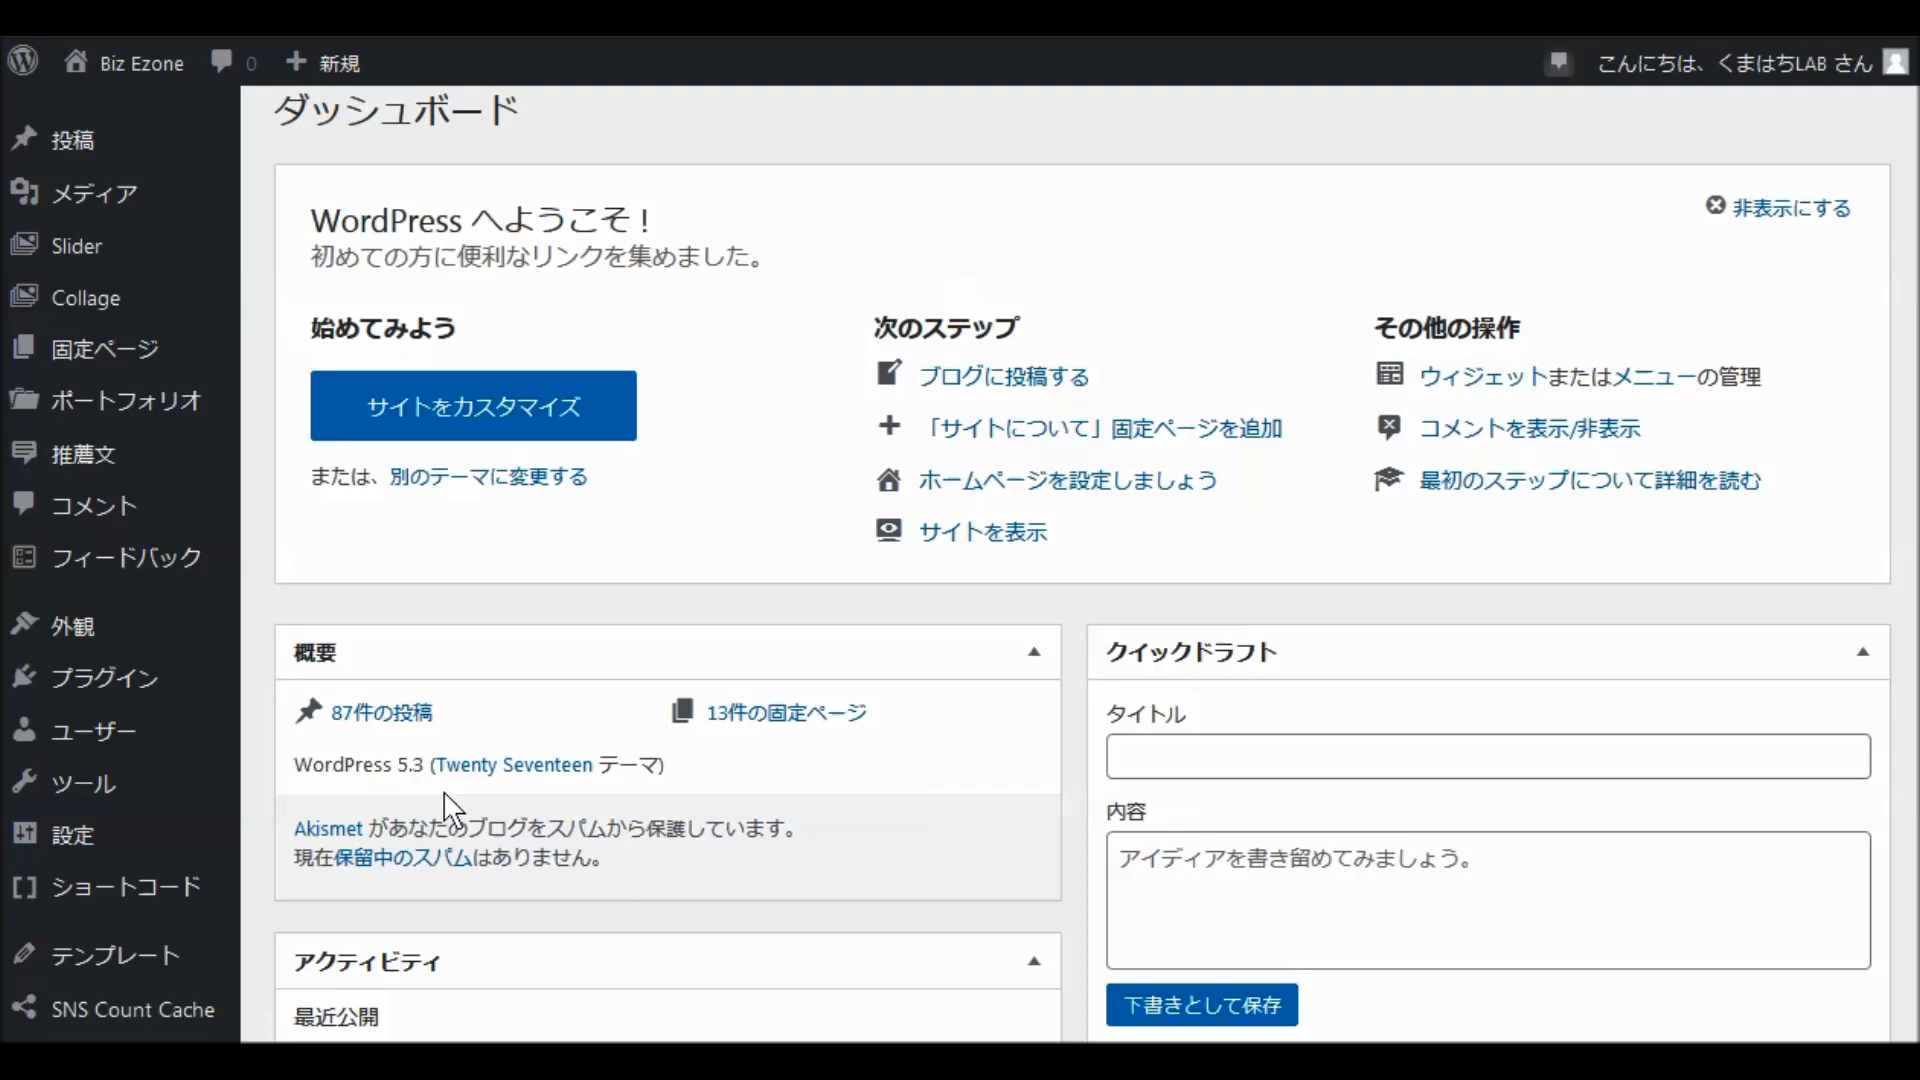 Biz Ezone 0 新規 こんにちは、くまはちLAB さん
投稿
メディア
Slider
Collage
固定ページ
ポートフォリオ
推薦文
コメント
フィードバック
外観
プラグイン
ユーザー
ツール
設定
ショートコード
テンプレート
SNS Count Cache
ダッシュボード
WordPress へようこそ !
初めての方に便利なリンクを集めました。
非表示にする
始めてみよう
サイトをカスタマイズ
または、別のテーマに変更する
次のステップ
ブログに投稿する
「サイトについて」固定ページを追加
ホームページを設定しましょう
サイトを表示
その他の操作
ウィジェットまたはメニューの管理
コメントを表示/非表示
最初のステップについて詳細を読む
概要
87件の投稿 13件の固定ページ
WordPress 5.3 (Twenty Seventeen テーマ)
Akismet があなたのブログをスパムから保護しています。
現在保留中のスパムはありません。
アクティビティ
最近公開
クイックドラフト
タイトル
内容
アイディアを書き留めてみましょう。
下書きとして保存